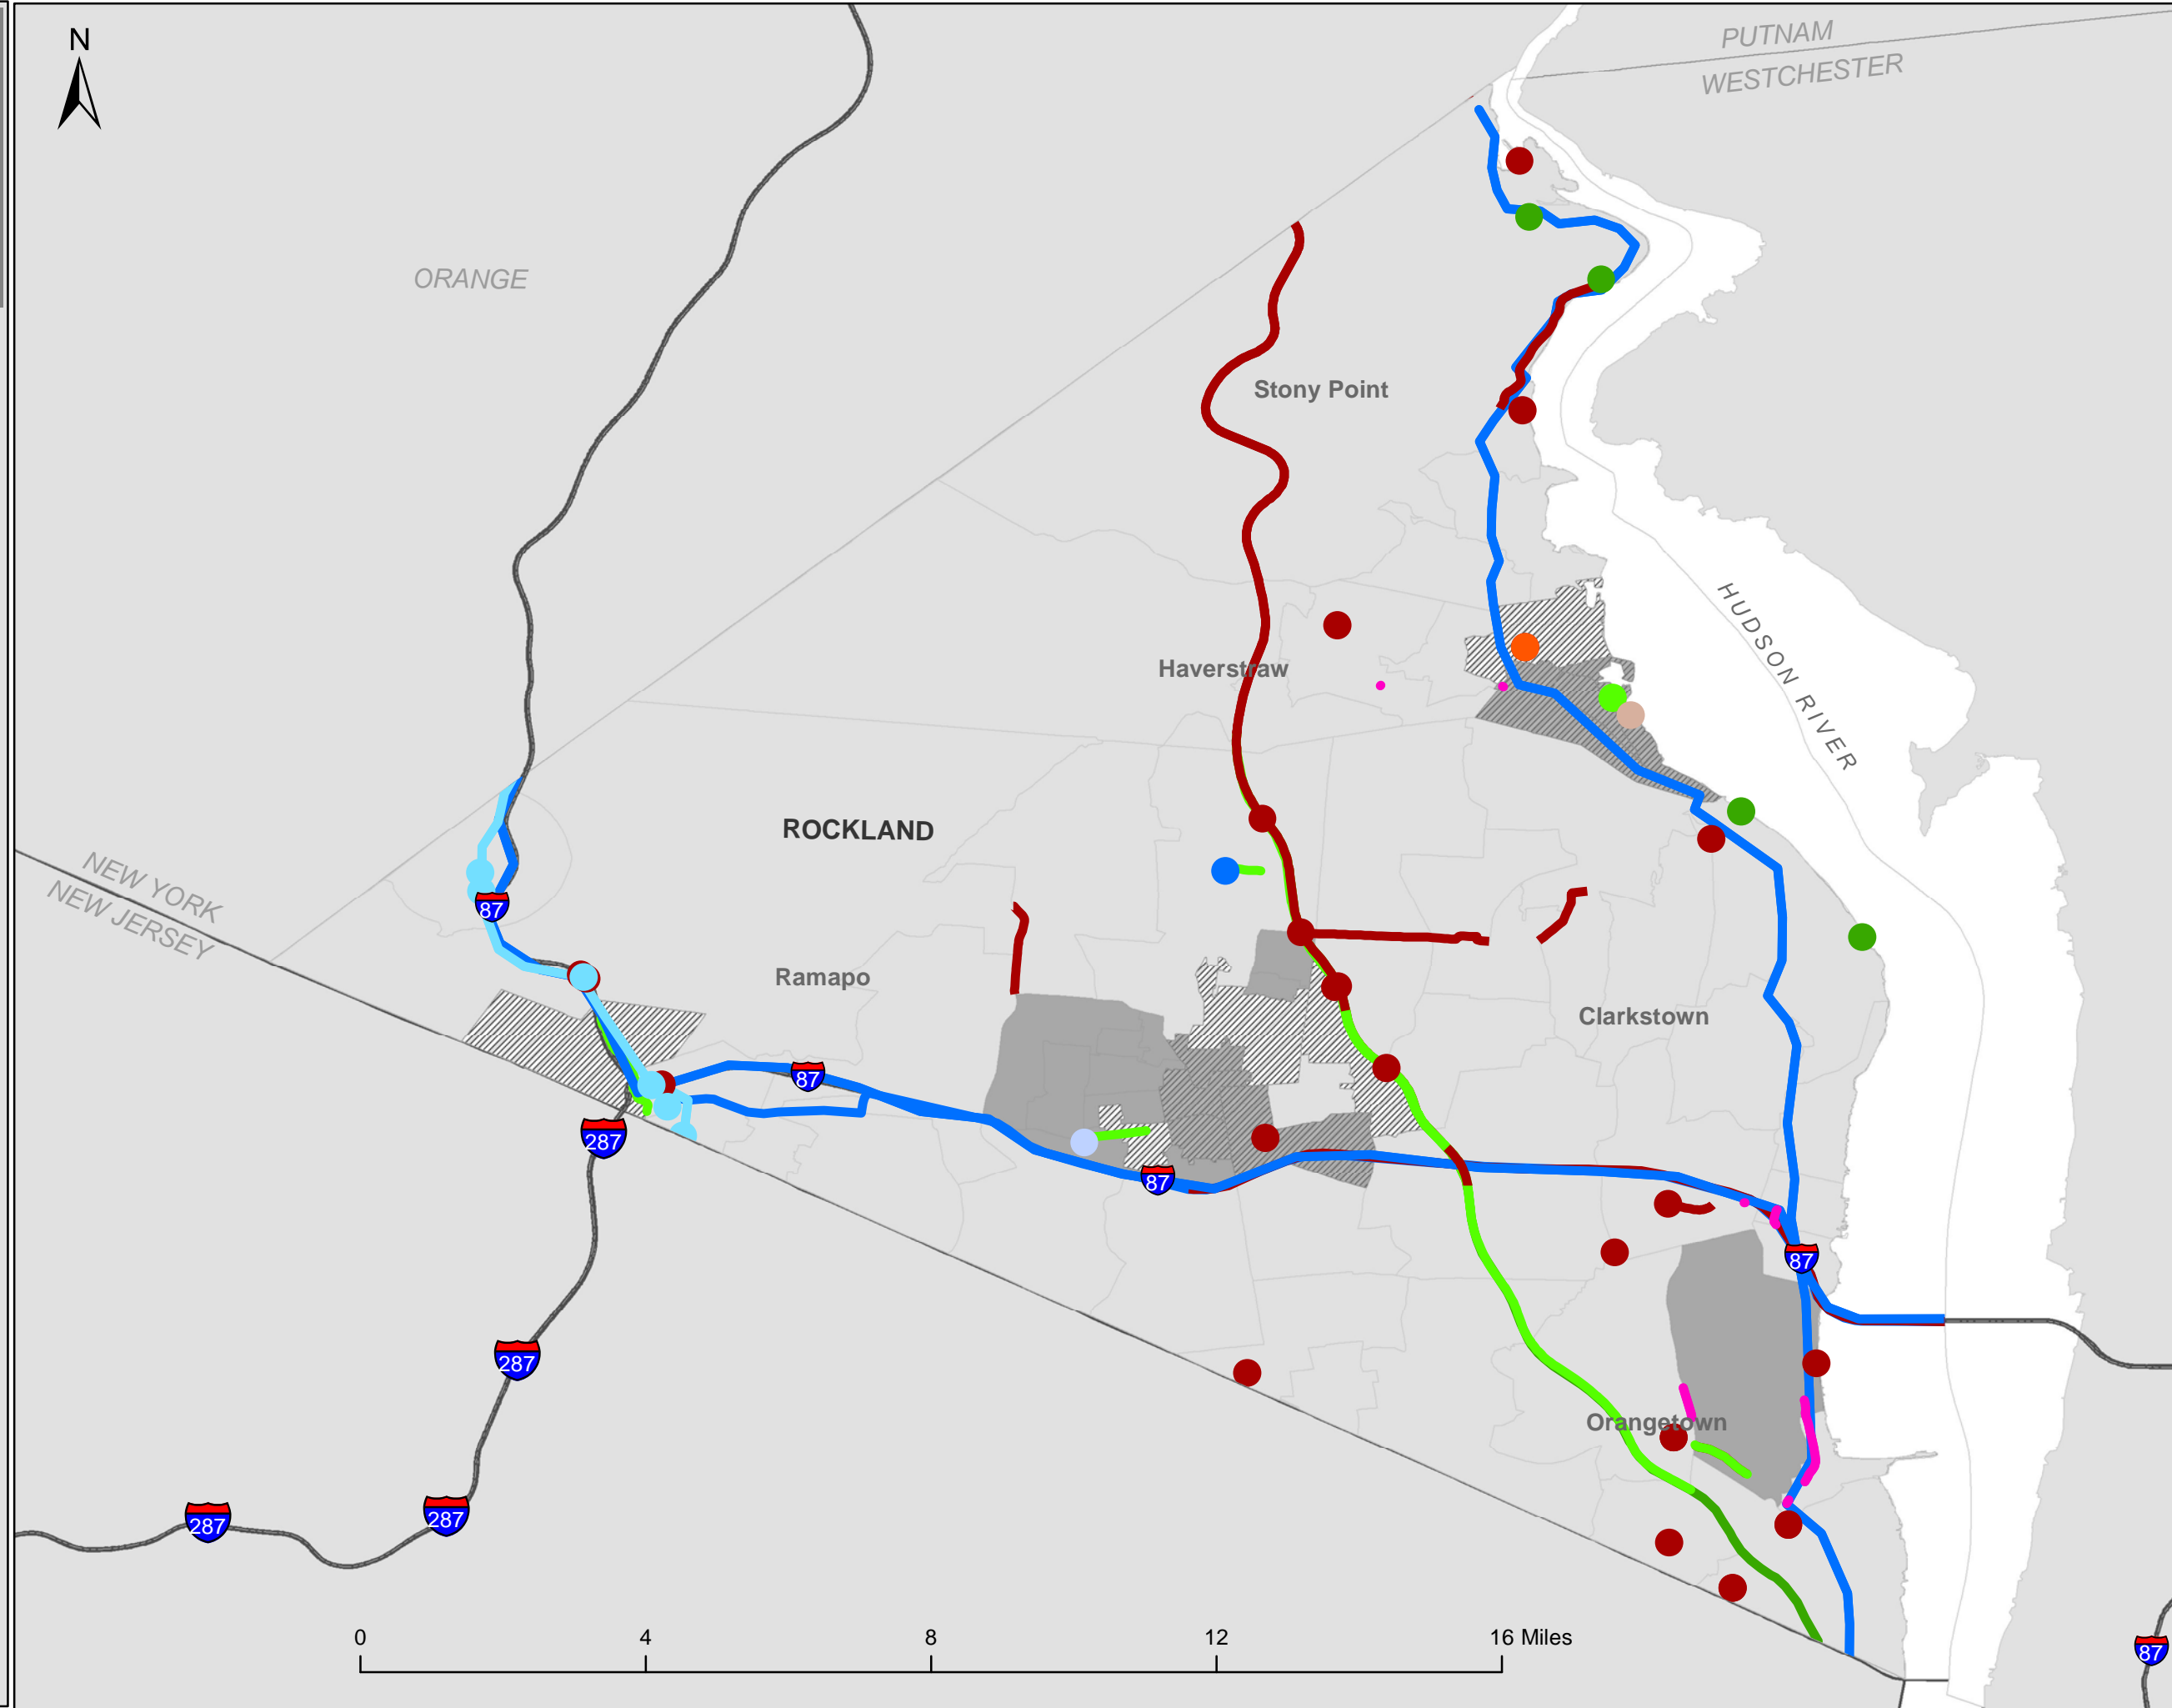 PUTNAM
N
WESTCHESTER
ORANGE
Stony Point
HUDSON RIVER
Haverstraw
ROCKLAND
NEW YORK
NEW JERSEY
87
Ramapo
Clarkstown
87
287
87
87
287
Orangetown
287
287
0 4 8 12 16 Miles
87